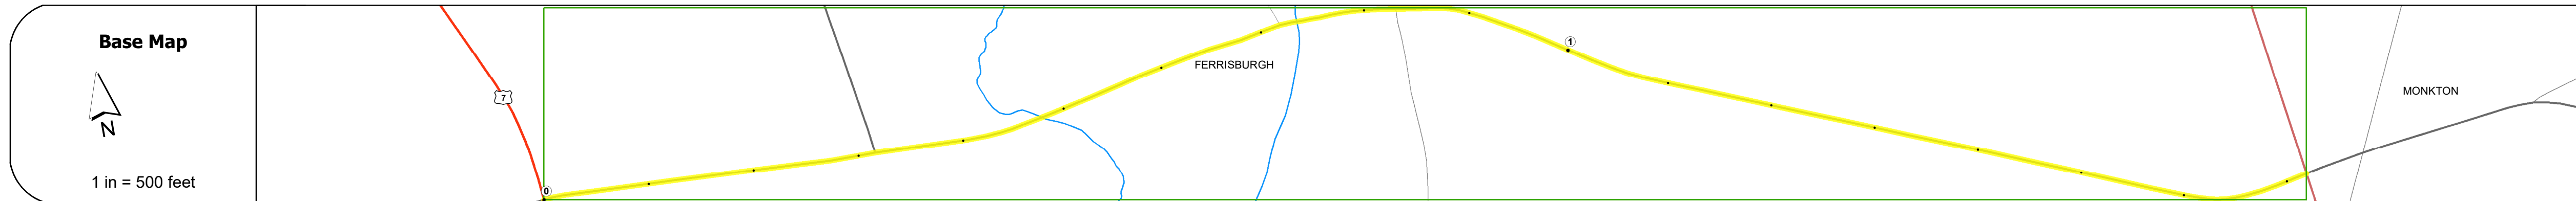 Base Map
N
1 in = 500 feet
7
0
FERRISBURGH
1
MONKTON